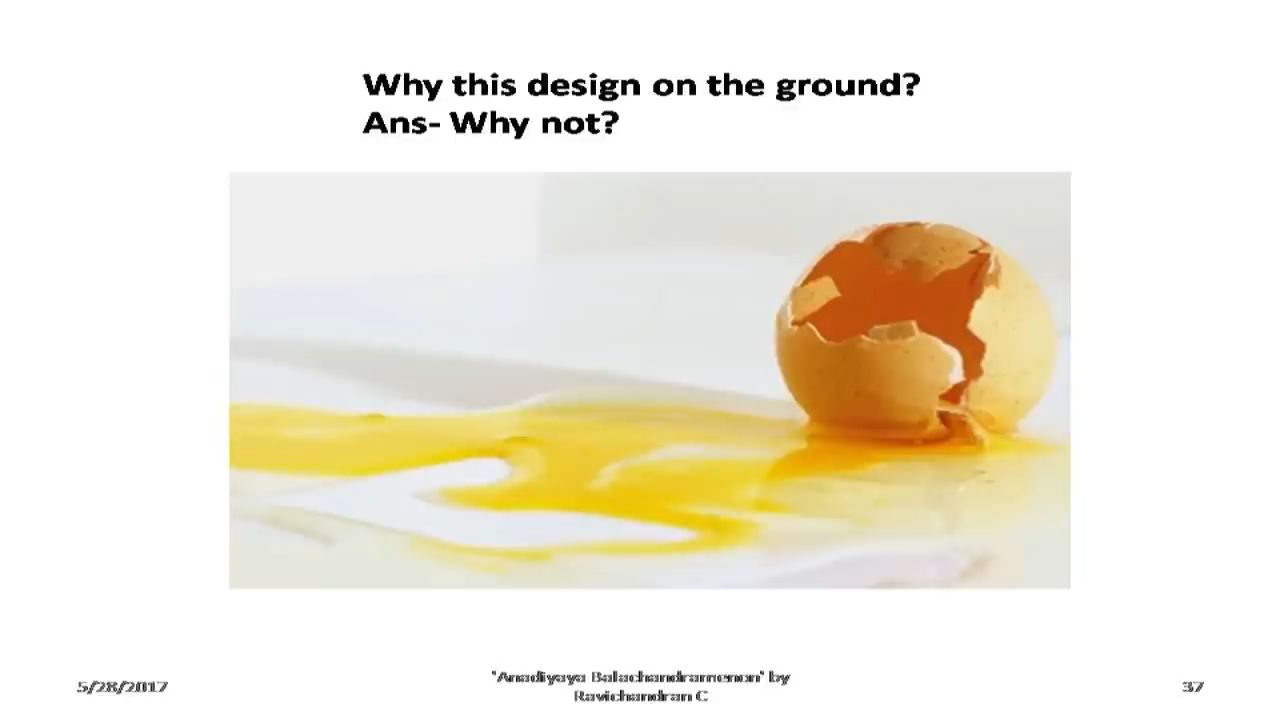 Why this design on the ground?
Ans- Why not?
5/28/2017
'Anadiyaya Balachandramenon' by
Ravichandran C
37